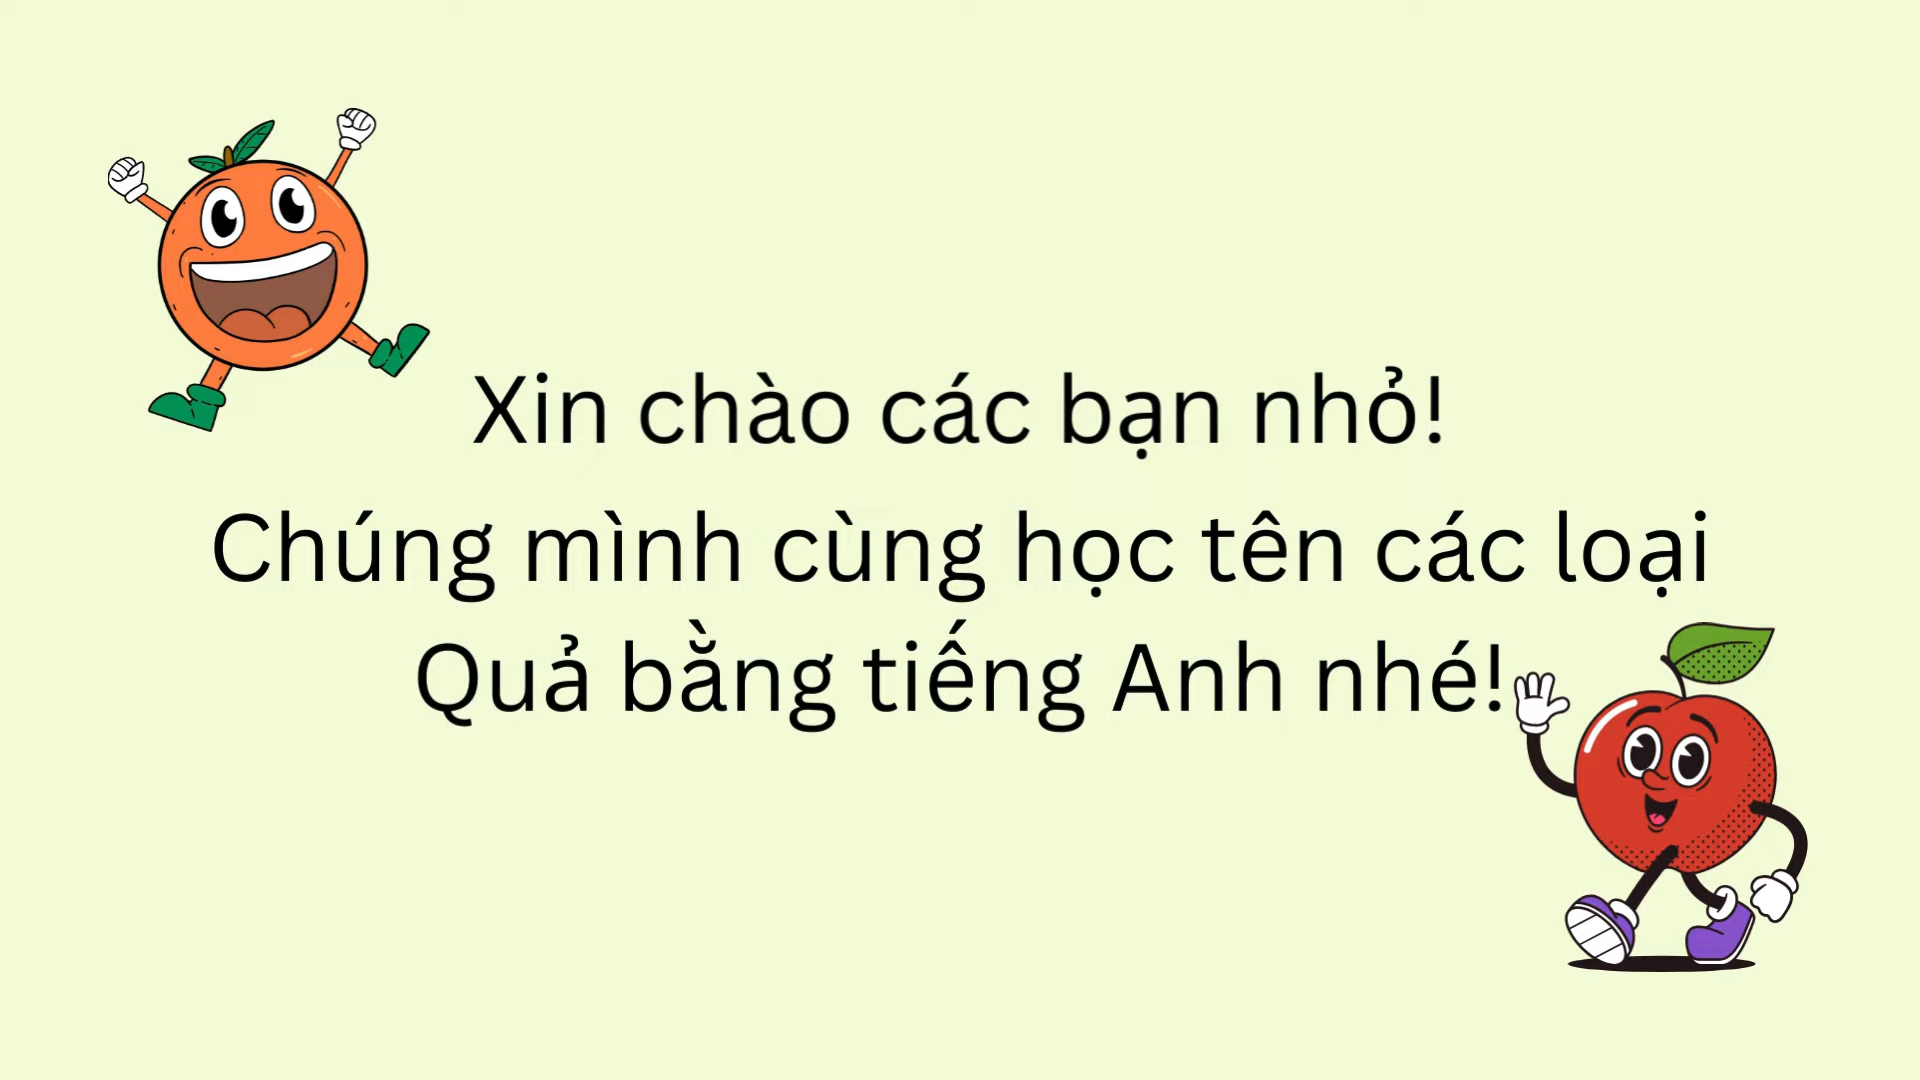 Xin chào các bạn nhỏ!
Chúng mình cùng học tên các loại
Quả bằng tiếng Anh nhé!